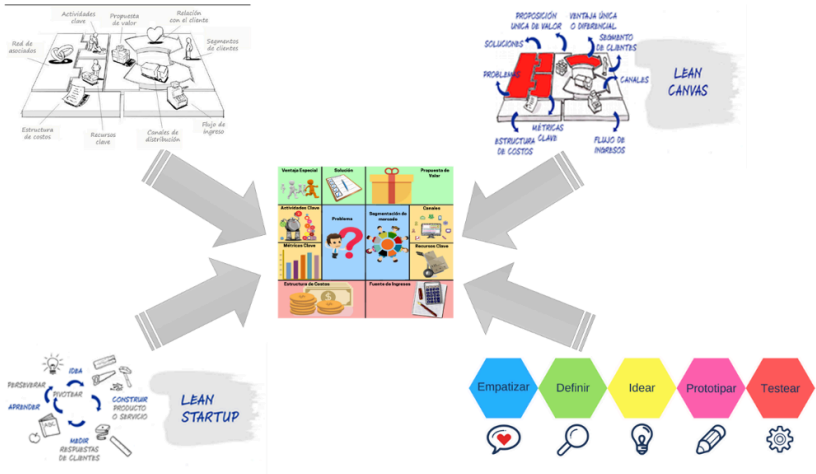 Actividades
clave
Propuesta
de valor
Relación
con el cliente
Red de
asociados
Segmentos
de clientes
Estructura
de costos
Recursos
clave
Canales de
distribución
Flujo de
ingreso
PROPOSICIÓN
UNICA DE VALOR
VENTAJA ÚNICA
O DIFERENCIAL
SOLUCIONES
SEGMENTO
DE CLIENTES
PROBLEMAS
CANALES
MÉTRICAS
CLAVE
ESTRUCTURA
DE COSTOS
FLUJO DE
INGRESOS
LEAN
CANVAS
Ventaja Especial
Solución
Propuesta de
Valor
Actividades Clave
Problema
Segmentación de
mercado
Canales
Métricas Clave
Recursos Clave
Estructura de Costos
Fuente de Ingresos
IDEA
PERSEVERAR
PIVOTEAR
APRENDER
CONSTRUIR
PRODUCTO
O SERVICIO
ABC
MEDIR
RESPUESTAS
DE CLIENTES
LEAN
STARTUP
Empatizar
Definir
Idear
Prototipar
Testear